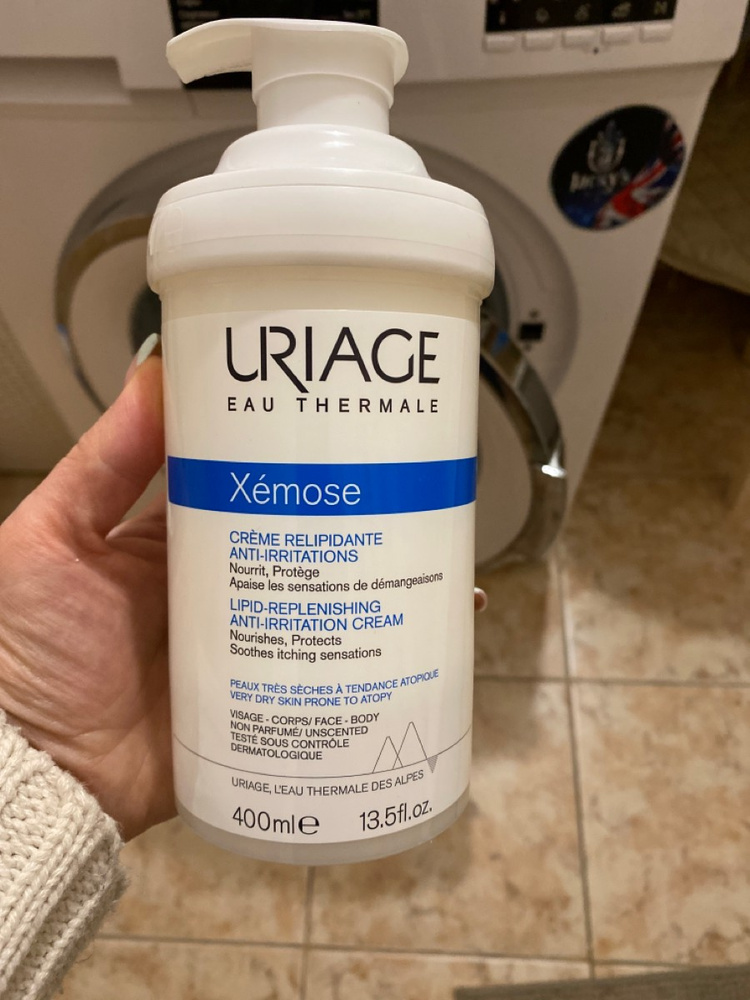 URIAGE
EAU THERMALE
Xémose
CRÈME RELIPIDANTE
ANTI-IRRITATIONS
Nourrit, Protège
Apaise les sensations de démangeaisons
LIPID-REPLENISHING
ANTI-IRRITATION CREAM
Nourishes, Protects
Soothes itching sensations
PEAUX TRÈS SÈCHES À TENDANCE ATOPIQUE
VERY DRY SKIN PRONE TO ATOPY
VISAGE - CORPS/ FACE - BODY
NON PARFUMÉ/ UNSCENTED
TESTÉ SOUS CONTRÔLE
DERMATOLOGIQUE
URIAGE, L'EAU THERMALE DES ALPES
400ml℮ 13.5fl.oz.